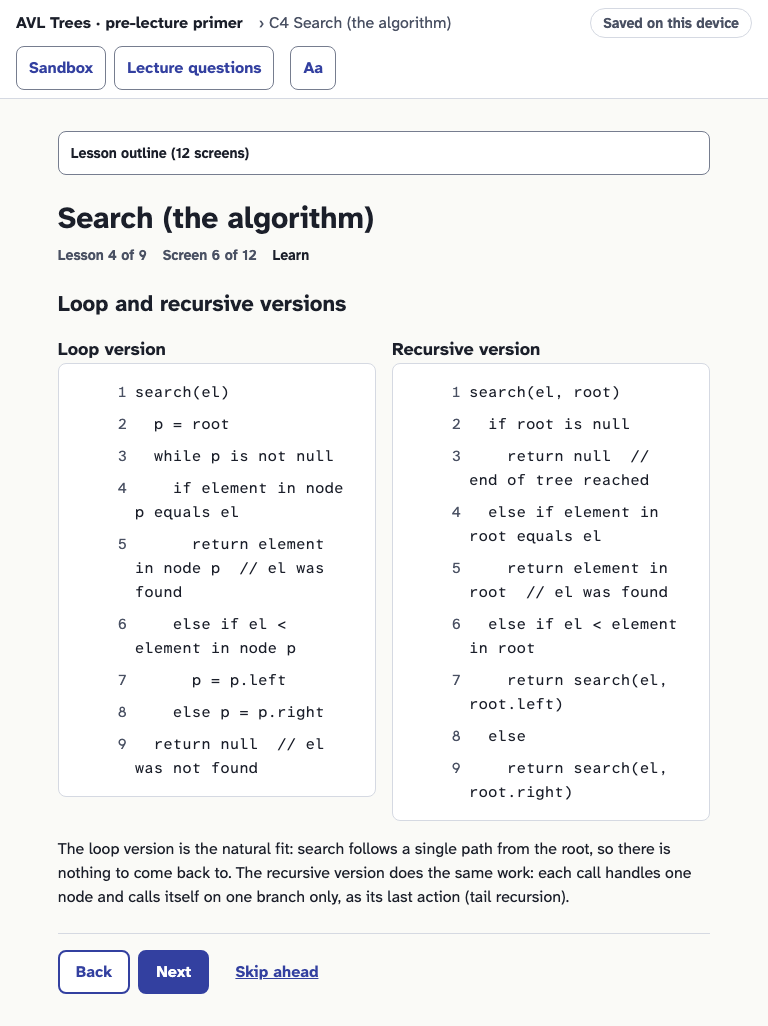 AVL Trees · pre-lecture primer › C4 Search (the algorithm) Saved on this device
Sandbox Lecture questions Aa
Lesson outline (12 screens)
Search (the algorithm)
Lesson 4 of 9 Screen 6 of 12 Learn
Loop and recursive versions
Loop version
1 search(el)
2   p = root
3   while p is not null
4     if element in node
p equals el
5       return element
in node p  // el was
found
6     else if el <
element in node p
7       p = p.left
8     else p = p.right
9   return null  // el
was not found
Recursive version
1 search(el, root)
2   if root is null
3     return null  //
end of tree reached
4   else if element in
root equals el
5     return element in
root  // el was found
6   else if el < element
in root
7     return search(el,
root.left)
8   else
9     return search(el,
root.right)
The loop version is the natural fit: search follows a single path from the root, so there is
nothing to come back to. The recursive version does the same work: each call handles one
node and calls itself on one branch only, as its last action (tail recursion).
Back Next Skip ahead